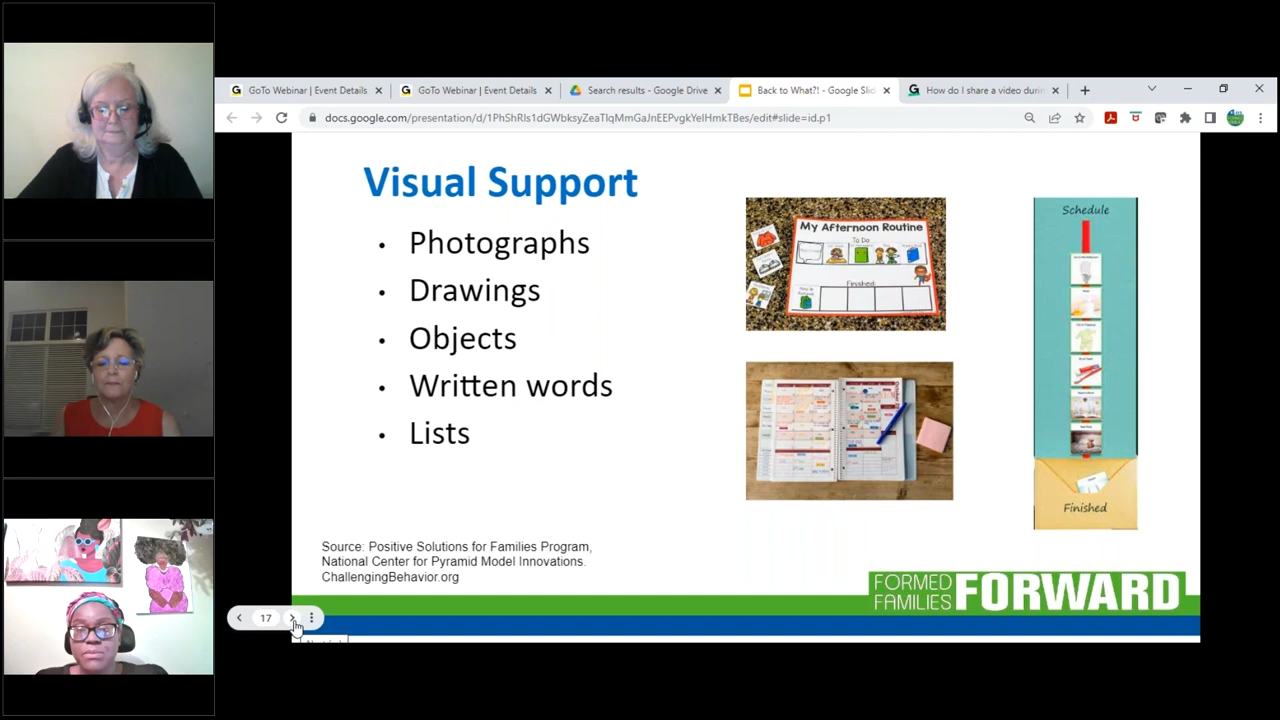 GoTo Webinar | Event Details
GoTo Webinar | Event Details
Search results - Google Drive
Back to What?! - Google Slid
How do I share a video durin
docs.google.com/presentation/d/1PhShRls1dGWbksyZeaTlqMmGaJnEEPvgkYelHmkTBes/edit#slide=id.p1
Visual Support
• Photographs
• Drawings
• Objects
• Written words
• Lists
My Afternoon Routine
To Do
Finished:
Schedule
Finished
Source: Positive Solutions for Families Program,
National Center for Pyramid Model Innovations.
ChallengingBehavior.org
FORMED
FAMILIES
FORWARD
17